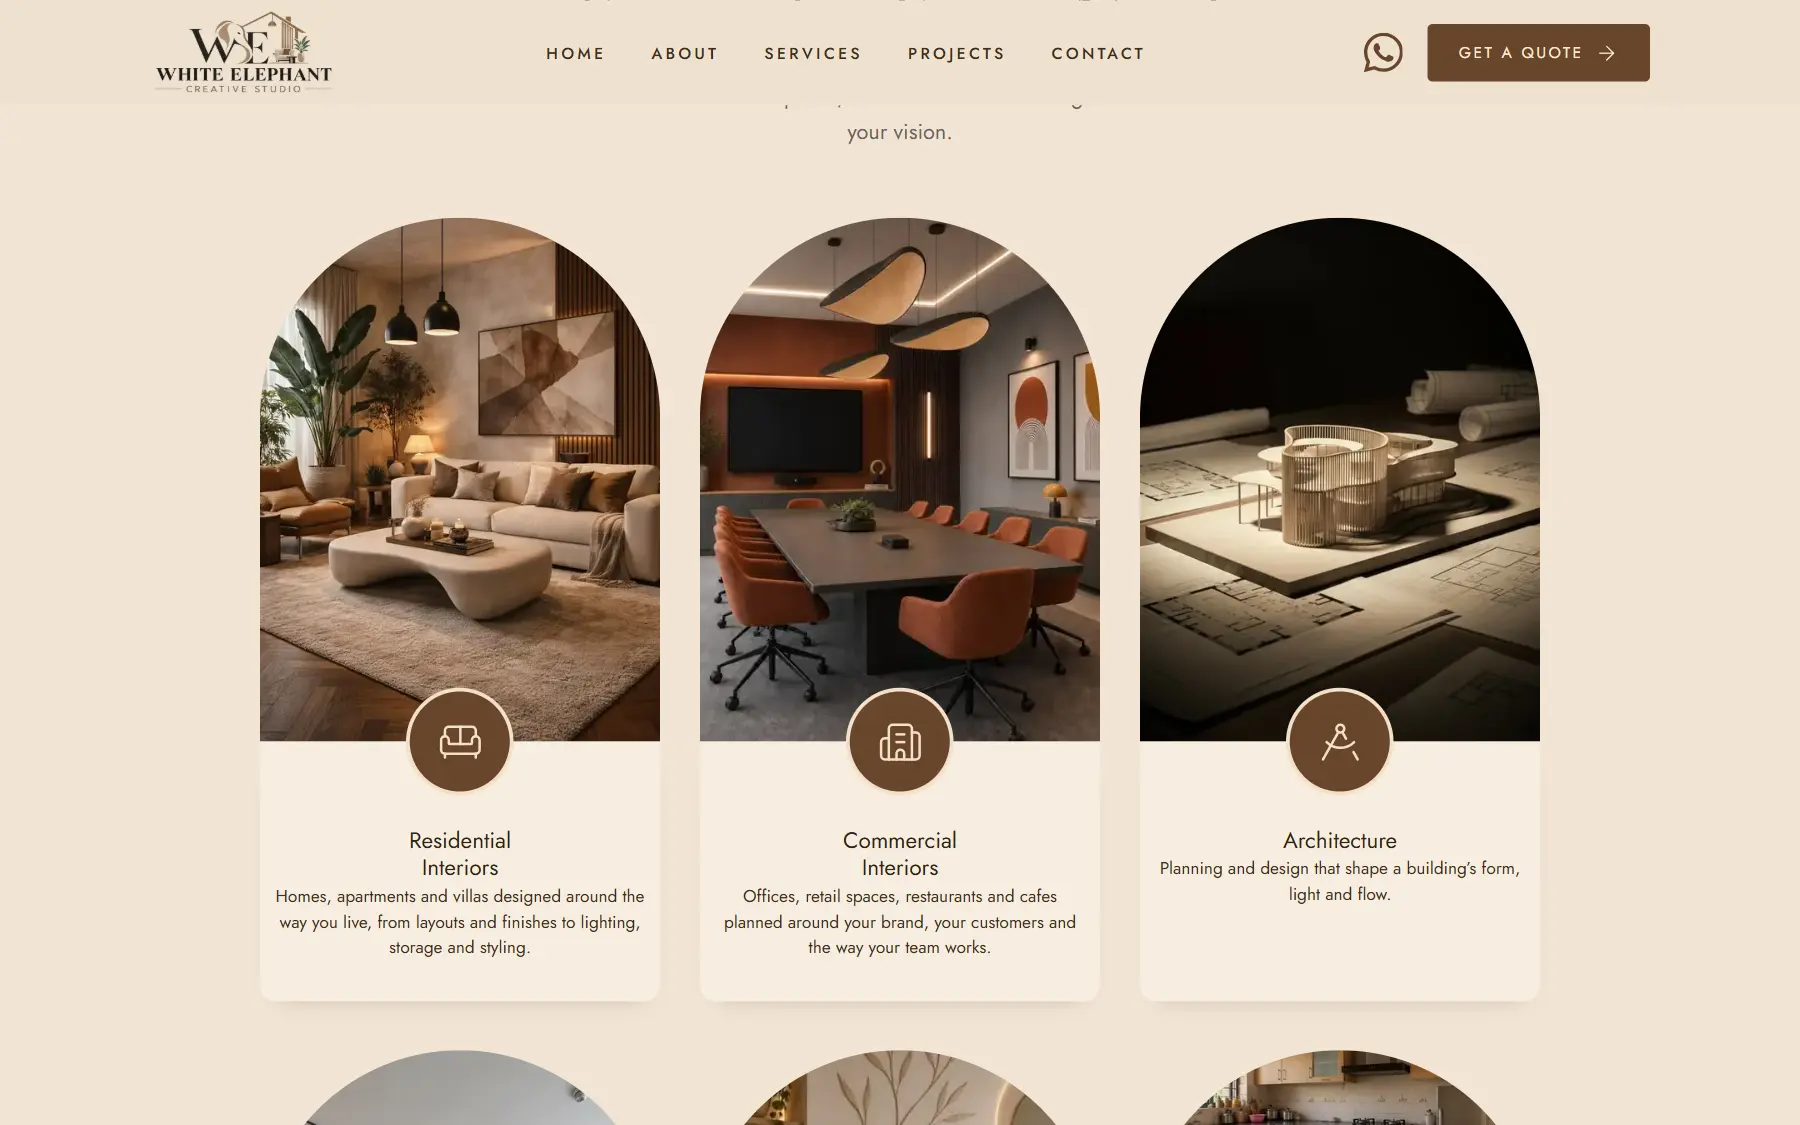 WSE
WHITE ELEPHANT
CREATIVE STUDIO
HOME
ABOUT
SERVICES
PROJECTS
CONTACT
GET A QUOTE
your vision.
Residential
Interiors
Homes, apartments and villas designed around the
way you live, from layouts and finishes to lighting,
storage and styling.
Commercial
Interiors
Offices, retail spaces, restaurants and cafes
planned around your brand, your customers and
the way your team works.
Architecture
Planning and design that shape a building’s form,
light and flow.